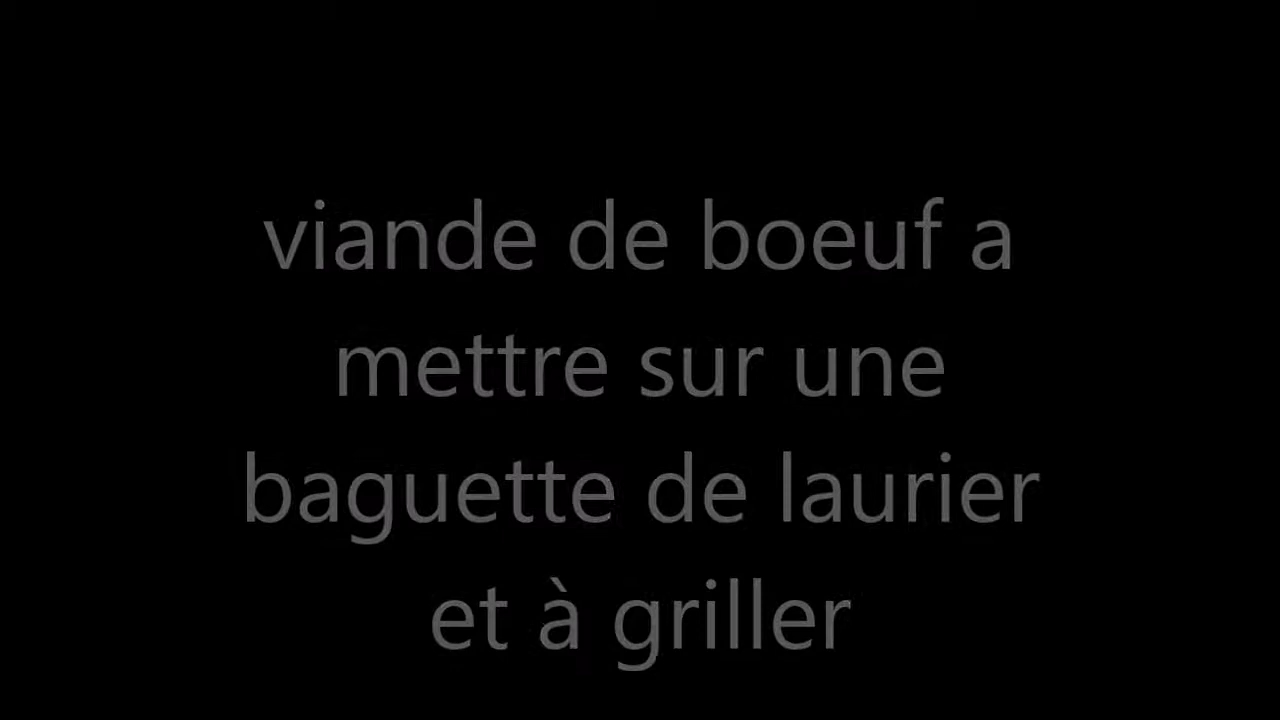 viande de boeuf a
mettre sur une
baguette de laurier
et à griller